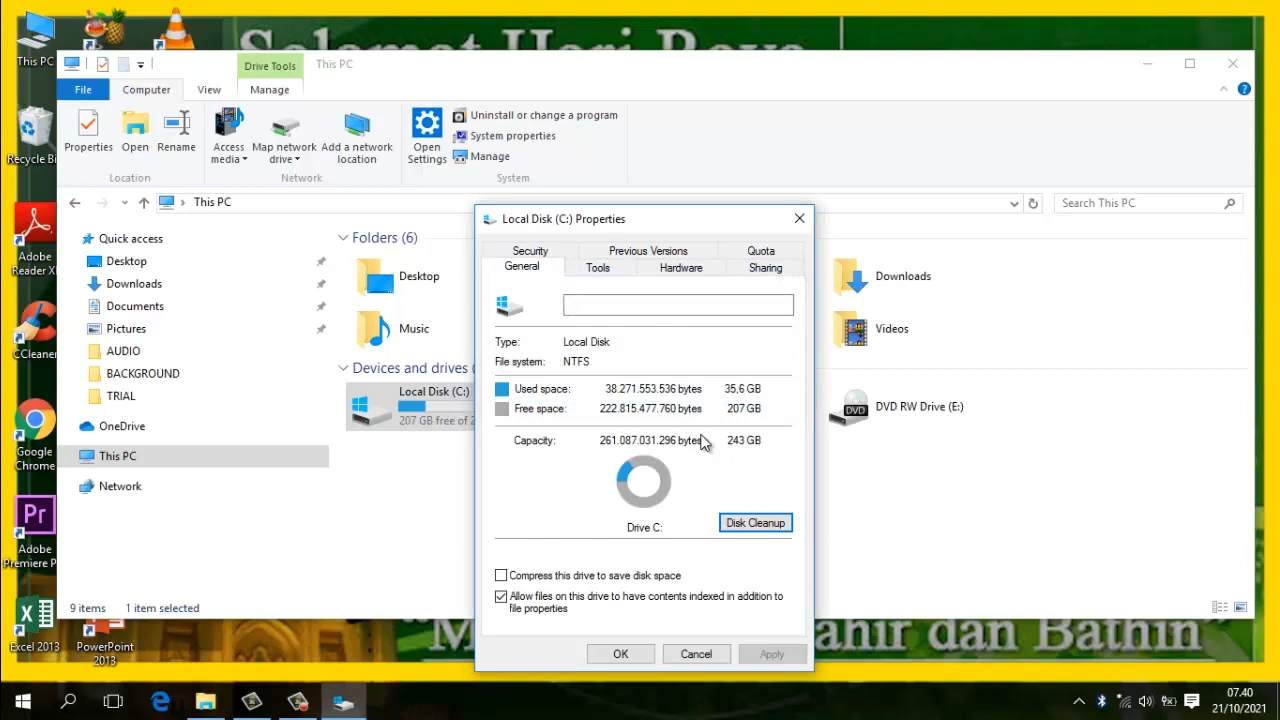 Selamat Hari Raya
This PC
Drive Tools
This PC
File
Computer
View
Manage
Properties
Open
Rename
Access media
Map network drive
Add a network location
Open Settings
Uninstall or change a program
System properties
Manage
Location
Network
System
This PC
Search This PC
Recycle Bi
Adobe
Reader XI
CCleaner
Google
Chrome
Pr
Adobe
Premiere P
Excel 2013
PowerPoint
2013
Quick access
Desktop
Downloads
Documents
Pictures
AUDIO
BACKGROUND
TRIAL
OneDrive
This PC
Network
Folders (6)
Desktop
Music
Downloads
Videos
Devices and drives (
Local Disk (C:)
207 GB free of 2
DVD
DVD RW Drive (E:)
9 items
1 item selected
Local Disk (C:) Properties
Security
Previous Versions
Quota
General
Tools
Hardware
Sharing
Type: Local Disk
File system: NTFS
Used space: 38.271.553.536 bytes 35,6 GB
Free space: 222.815.477.760 bytes 207 GB
Capacity: 261.087.031.296 bytes 243 GB
Drive C:
Disk Cleanup
Compress this drive to save disk space
Allow files on this drive to have contents indexed in addition to
file properties
OK
Cancel
Apply
ahir dan Bathin"
07.40
21/10/2021